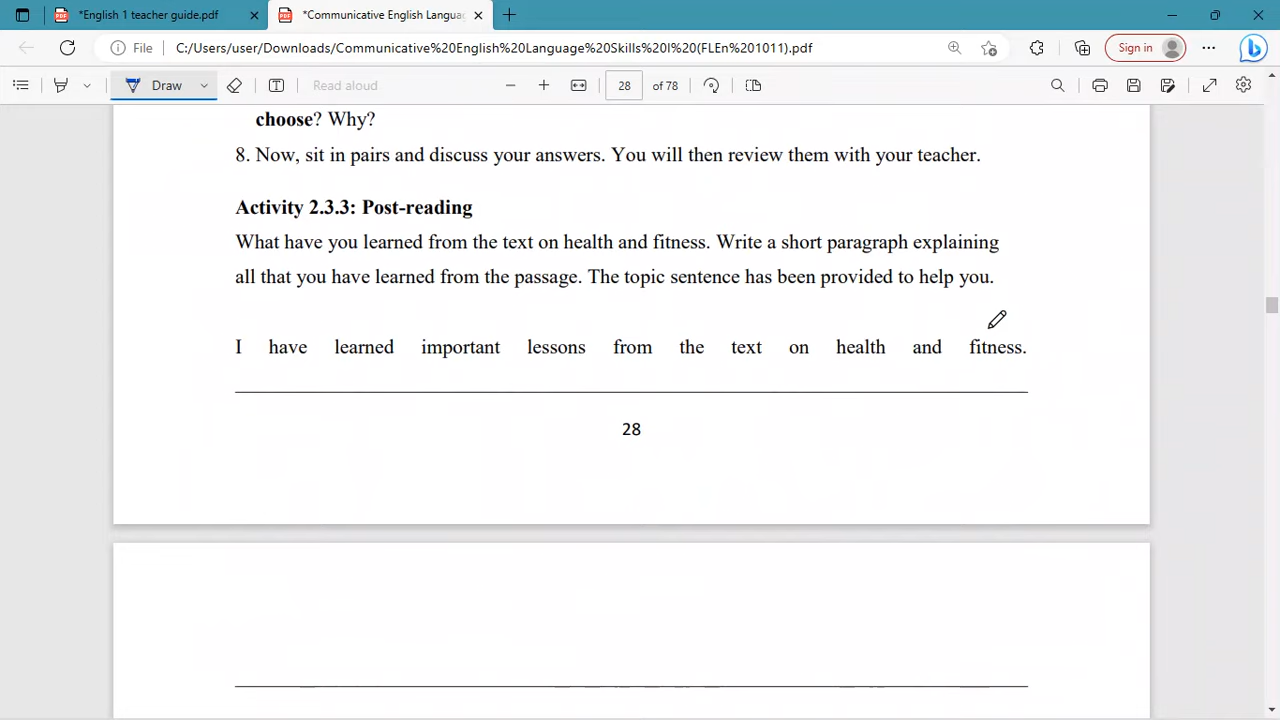 *English 1 teacher guide.pdf
*Communicative English Langua
File
C:/Users/user/Downloads/Communicative%20English%20Language%20Skills%20I%20(FLEn%201011).pdf
Sign in
Draw
Read aloud
28
of 78
choose? Why?
8. Now, sit in pairs and discuss your answers. You will then review them with your teacher.
Activity 2.3.3: Post-reading
What have you learned from the text on health and fitness. Write a short paragraph explaining
all that you have learned from the passage. The topic sentence has been provided to help you.
I have learned important lessons from the text on health and fitness.
28